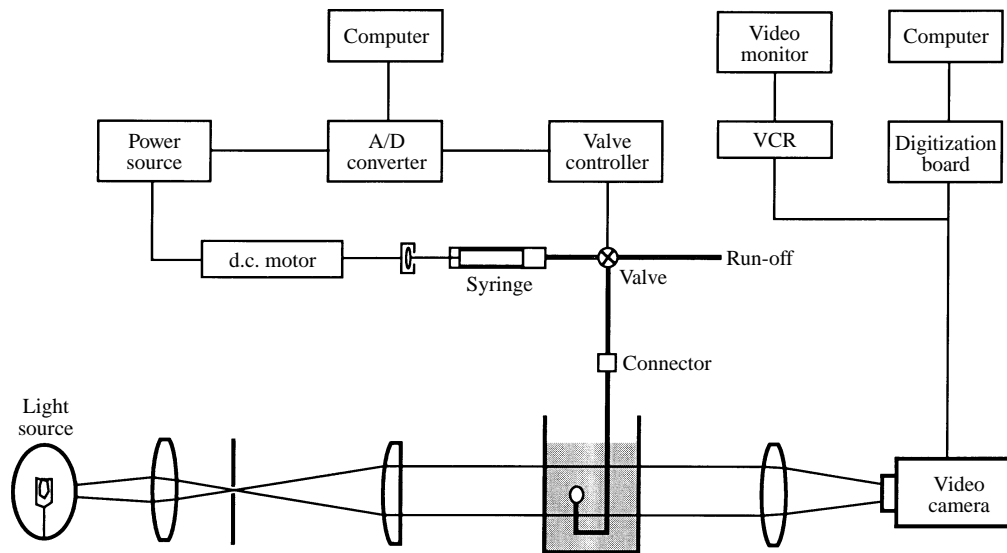 Computer
Video
monitor
Computer
Power
source
A/D
converter
Valve
controller
VCR
Digitization
board
d.c. motor
Syringe
Valve
Run-off
Connector
Light
source
Video
camera